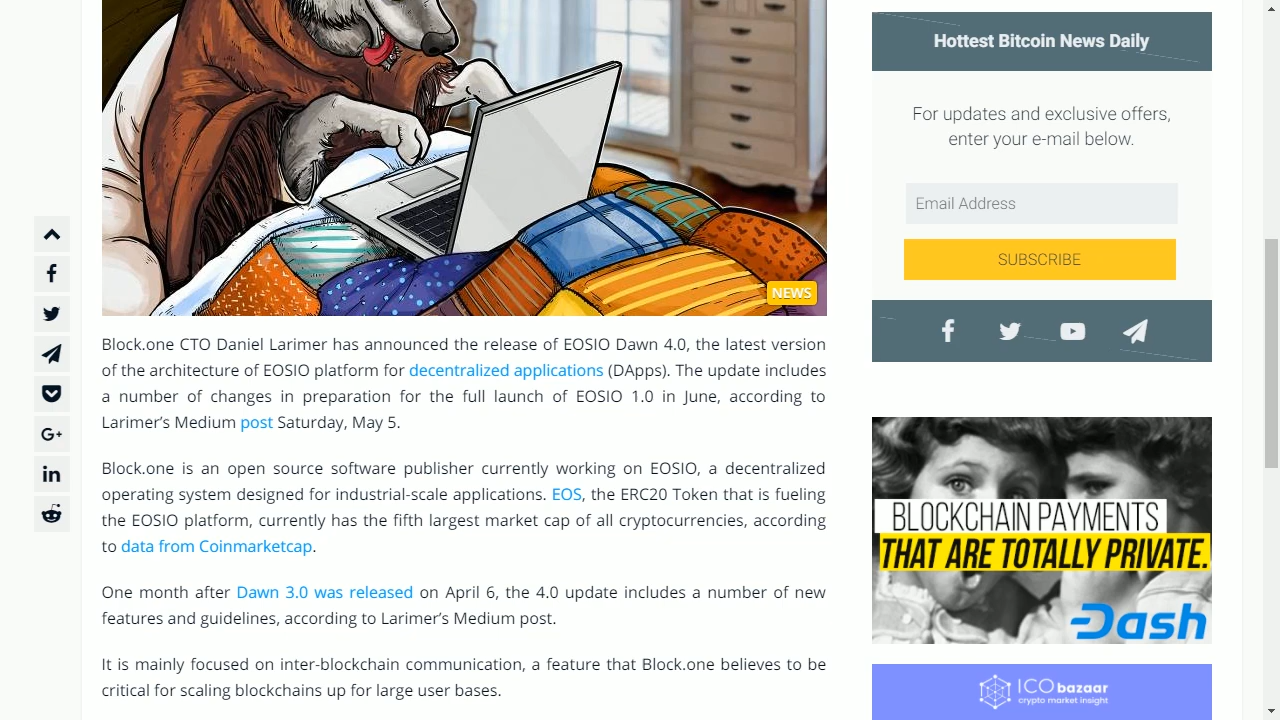 NEWS
Block.one CTO Daniel Larimer has announced the release of EOSIO Dawn 4.0, the latest version
of the architecture of EOSIO platform for decentralized applications (DApps). The update includes
a number of changes in preparation for the full launch of EOSIO 1.0 in June, according to
Larimer’s Medium post Saturday, May 5.
Block.one is an open source software publisher currently working on EOSIO, a decentralized
operating system designed for industrial-scale applications. EOS, the ERC20 Token that is fueling
the EOSIO platform, currently has the fifth largest market cap of all cryptocurrencies, according
to data from Coinmarketcap.
One month after Dawn 3.0 was released on April 6, the 4.0 update includes a number of new
features and guidelines, according to Larimer’s Medium post.
It is mainly focused on inter-blockchain communication, a feature that Block.one believes to be
critical for scaling blockchains up for large user bases.
Hottest Bitcoin News Daily
For updates and exclusive offers,
enter your e-mail below.
Email Address
SUBSCRIBE
BLOCKCHAIN PAYMENTS
THAT ARE TOTALLY PRIVATE.
Dash
ICO bazaar
crypto market insight